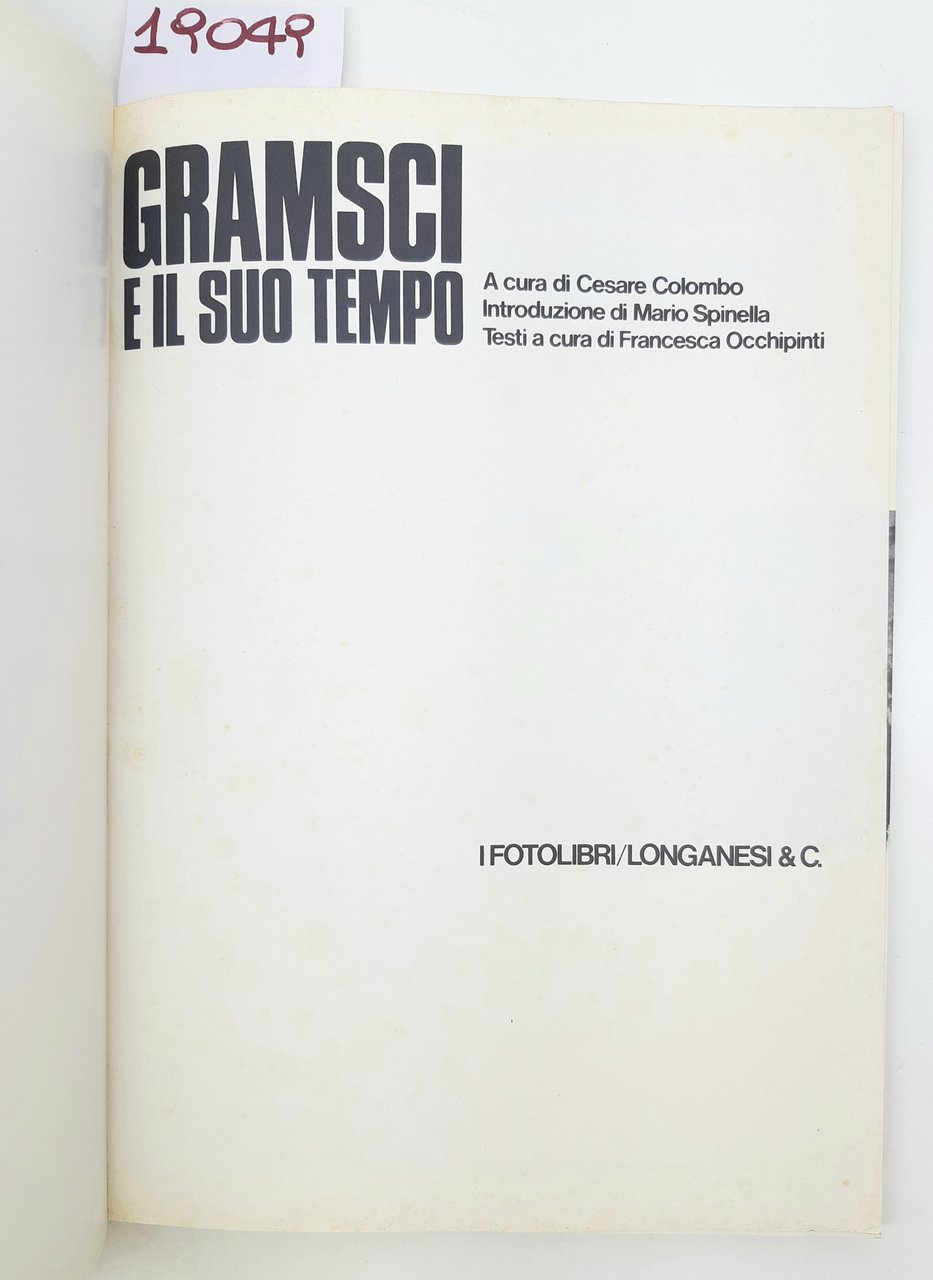 19049
GRAMSCI
E IL SUO TEMPO
A cura di Cesare Colombo
Introduzione di Mario Spinella
Testi a cura di Francesca Occhipinti
I FOTOLIBRI/LONGANESI & C.